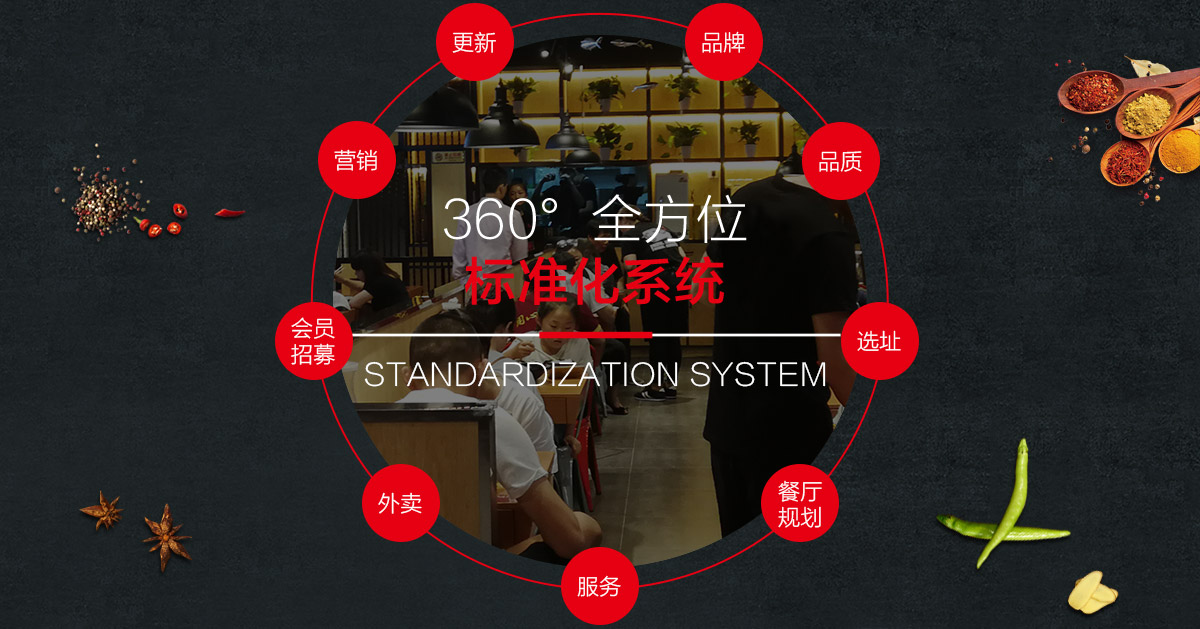 更新
品牌
营销
品质
360° 全方位
标准化系统
会员
招募
选址
STANDARDIZATION SYSTEM
外卖
餐厅
规划
服务